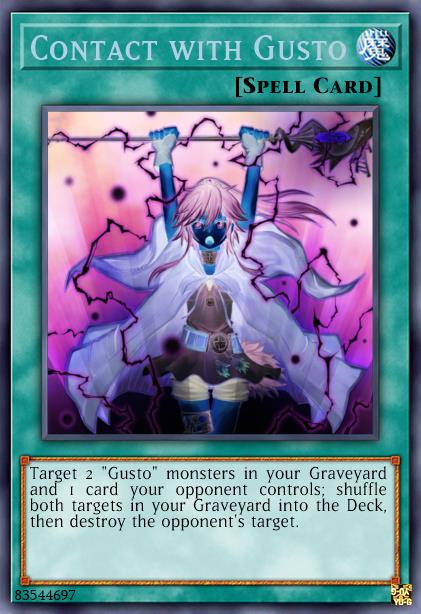 Contact with Gusto
魔
[Spell Card]
Target 2 "Gusto" monsters in your Graveyard
and 1 card your opponent controls; shuffle
both targets in your Graveyard into the Deck,
then destroy the opponent's target.
83544697